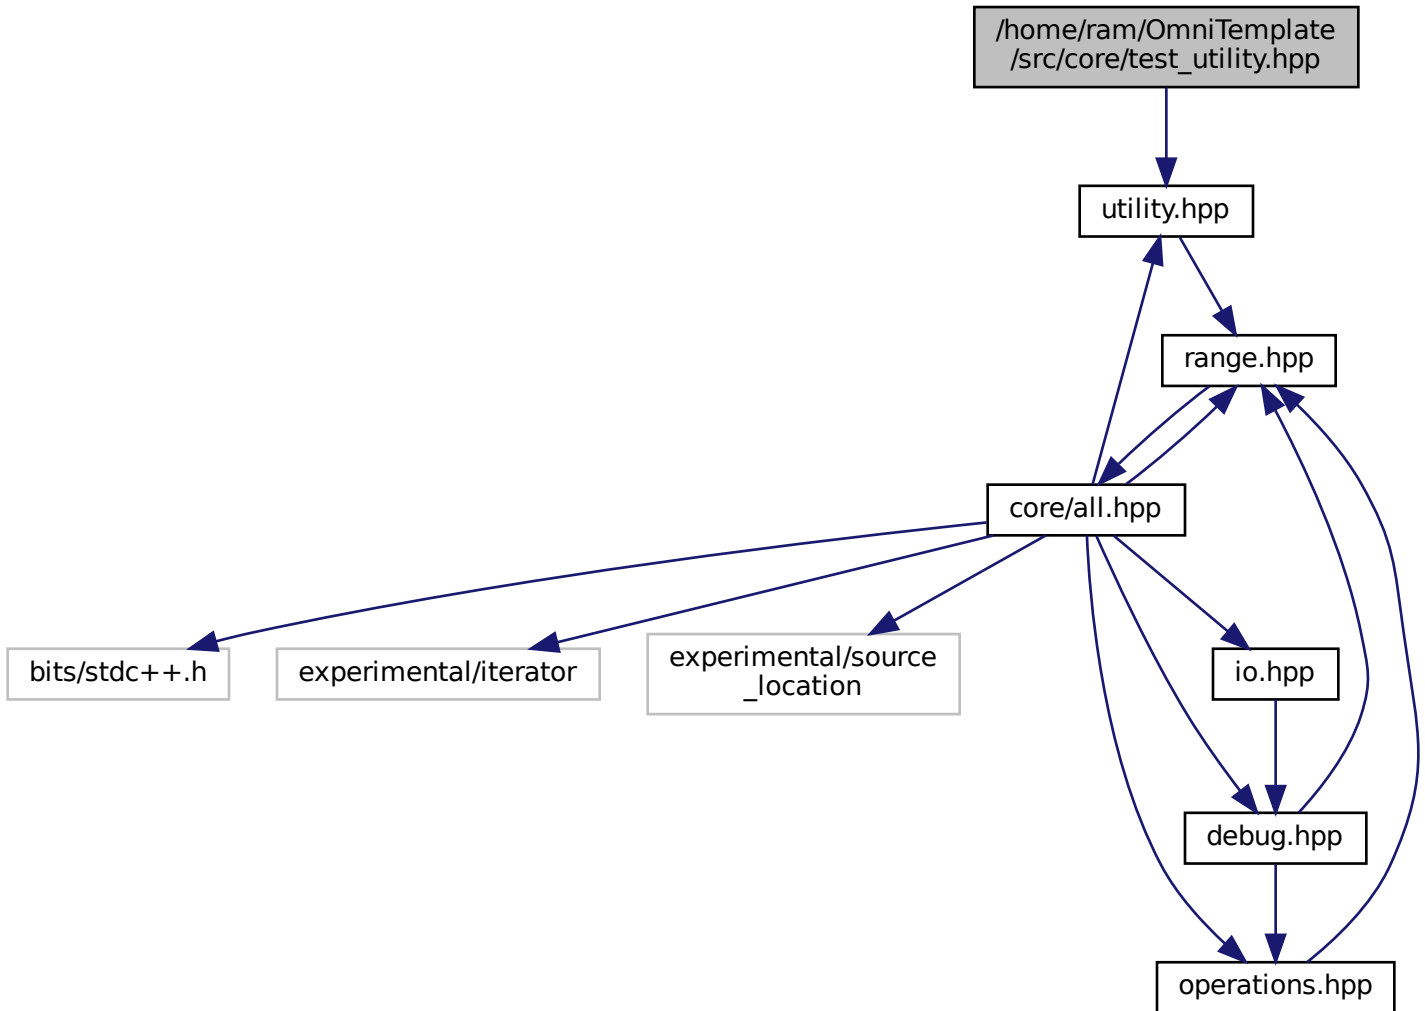 /home/ram/OmniTemplate
/src/core/test_utility.hpp
utility.hpp
range.hpp
core/all.hpp
bits/stdc++.h
experimental/iterator
experimental/source
_location
io.hpp
debug.hpp
operations.hpp